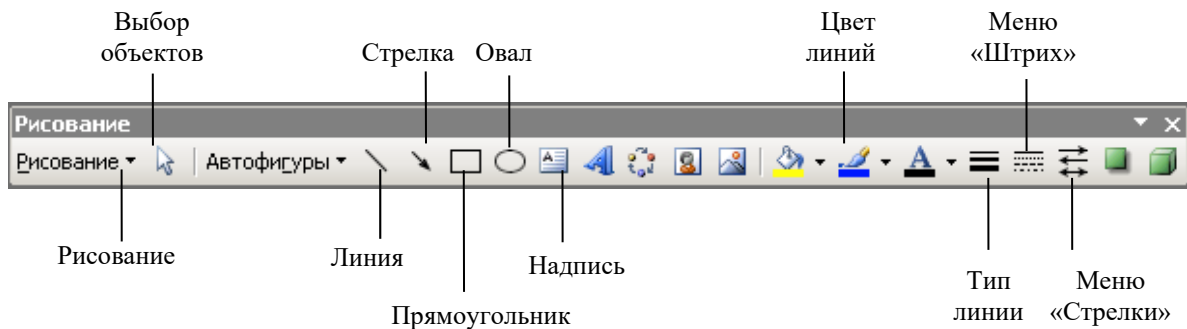 Выбор
объектов
Стрелка
Овал
Цвет
линий
Меню
«Штрих»
Рисование
Рисование
Автофигуры
Рисование
Линия
Прямоугольник
Надпись
Тип
линии
Меню
«Стрелки»